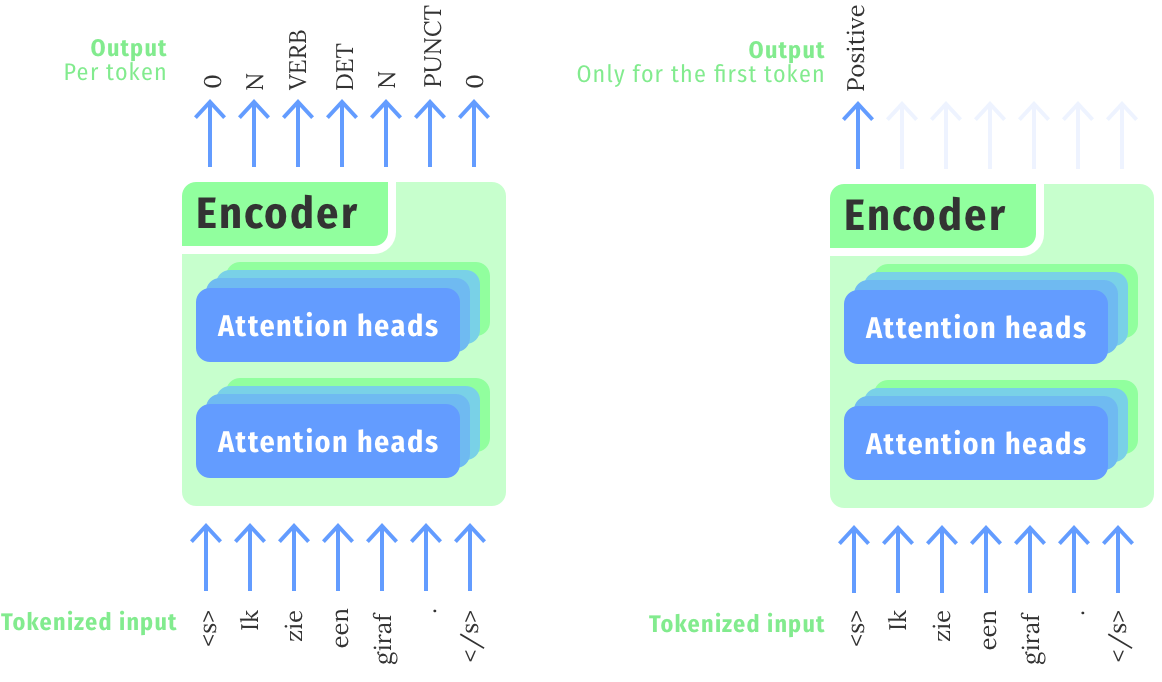 Output
Per token
0
N
VERB
DET
N
PUNCT
0
Encoder
Attention heads
Attention heads
Tokenized input
<s>
Ik
zie
een
giraf
.
</s>
Output
Only for the first token
Positive
Encoder
Attention heads
Attention heads
Tokenized input
<s>
Ik
zie
een
giraf
.
</s>